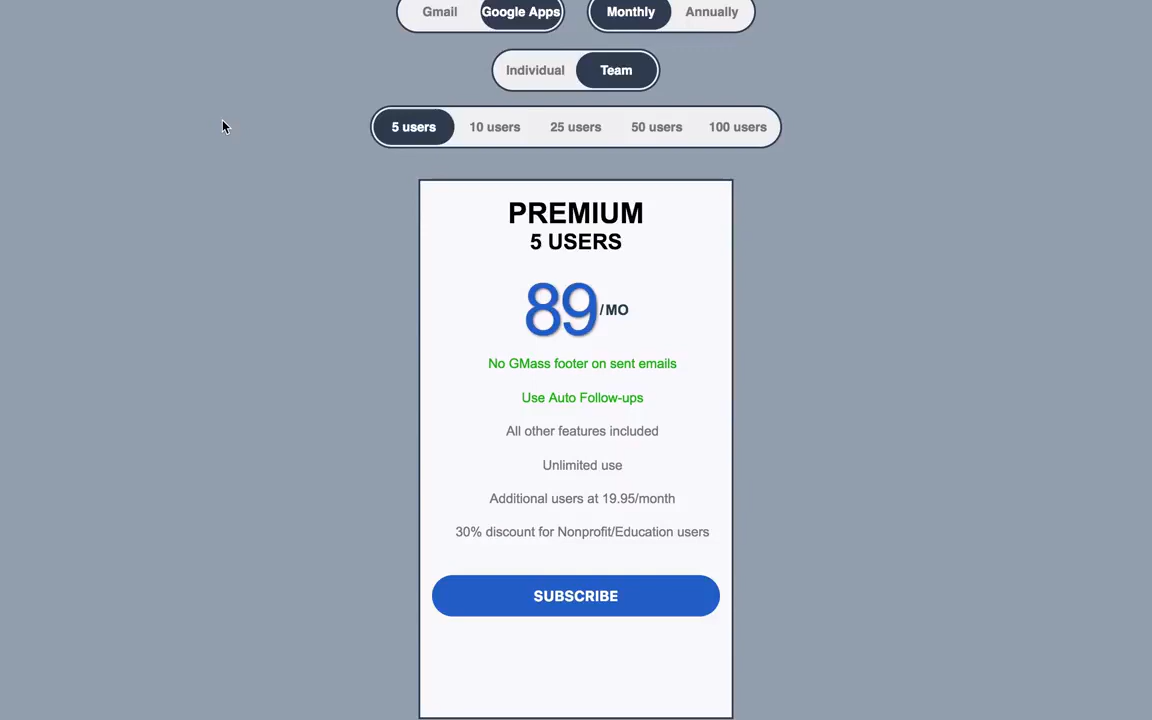 Gmail Google Apps Monthly Annually
Individual Team
5 users 10 users 25 users 50 users 100 users
PREMIUM
5 USERS
89/MO
No GMass footer on sent emails
Use Auto Follow-ups
All other features included
Unlimited use
Additional users at 19.95/month
30% discount for Nonprofit/Education users
SUBSCRIBE